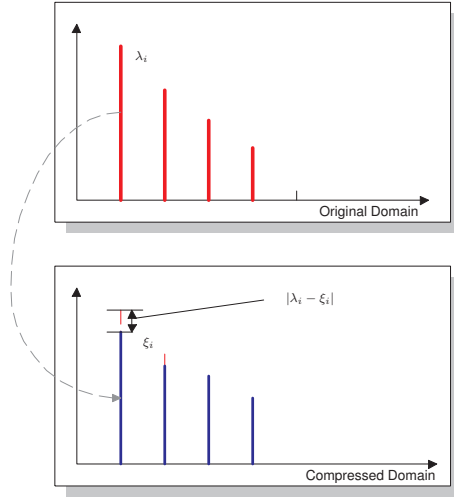 λᵢ
Original Domain
|λᵢ − ξᵢ|
ξᵢ
Compressed Domain